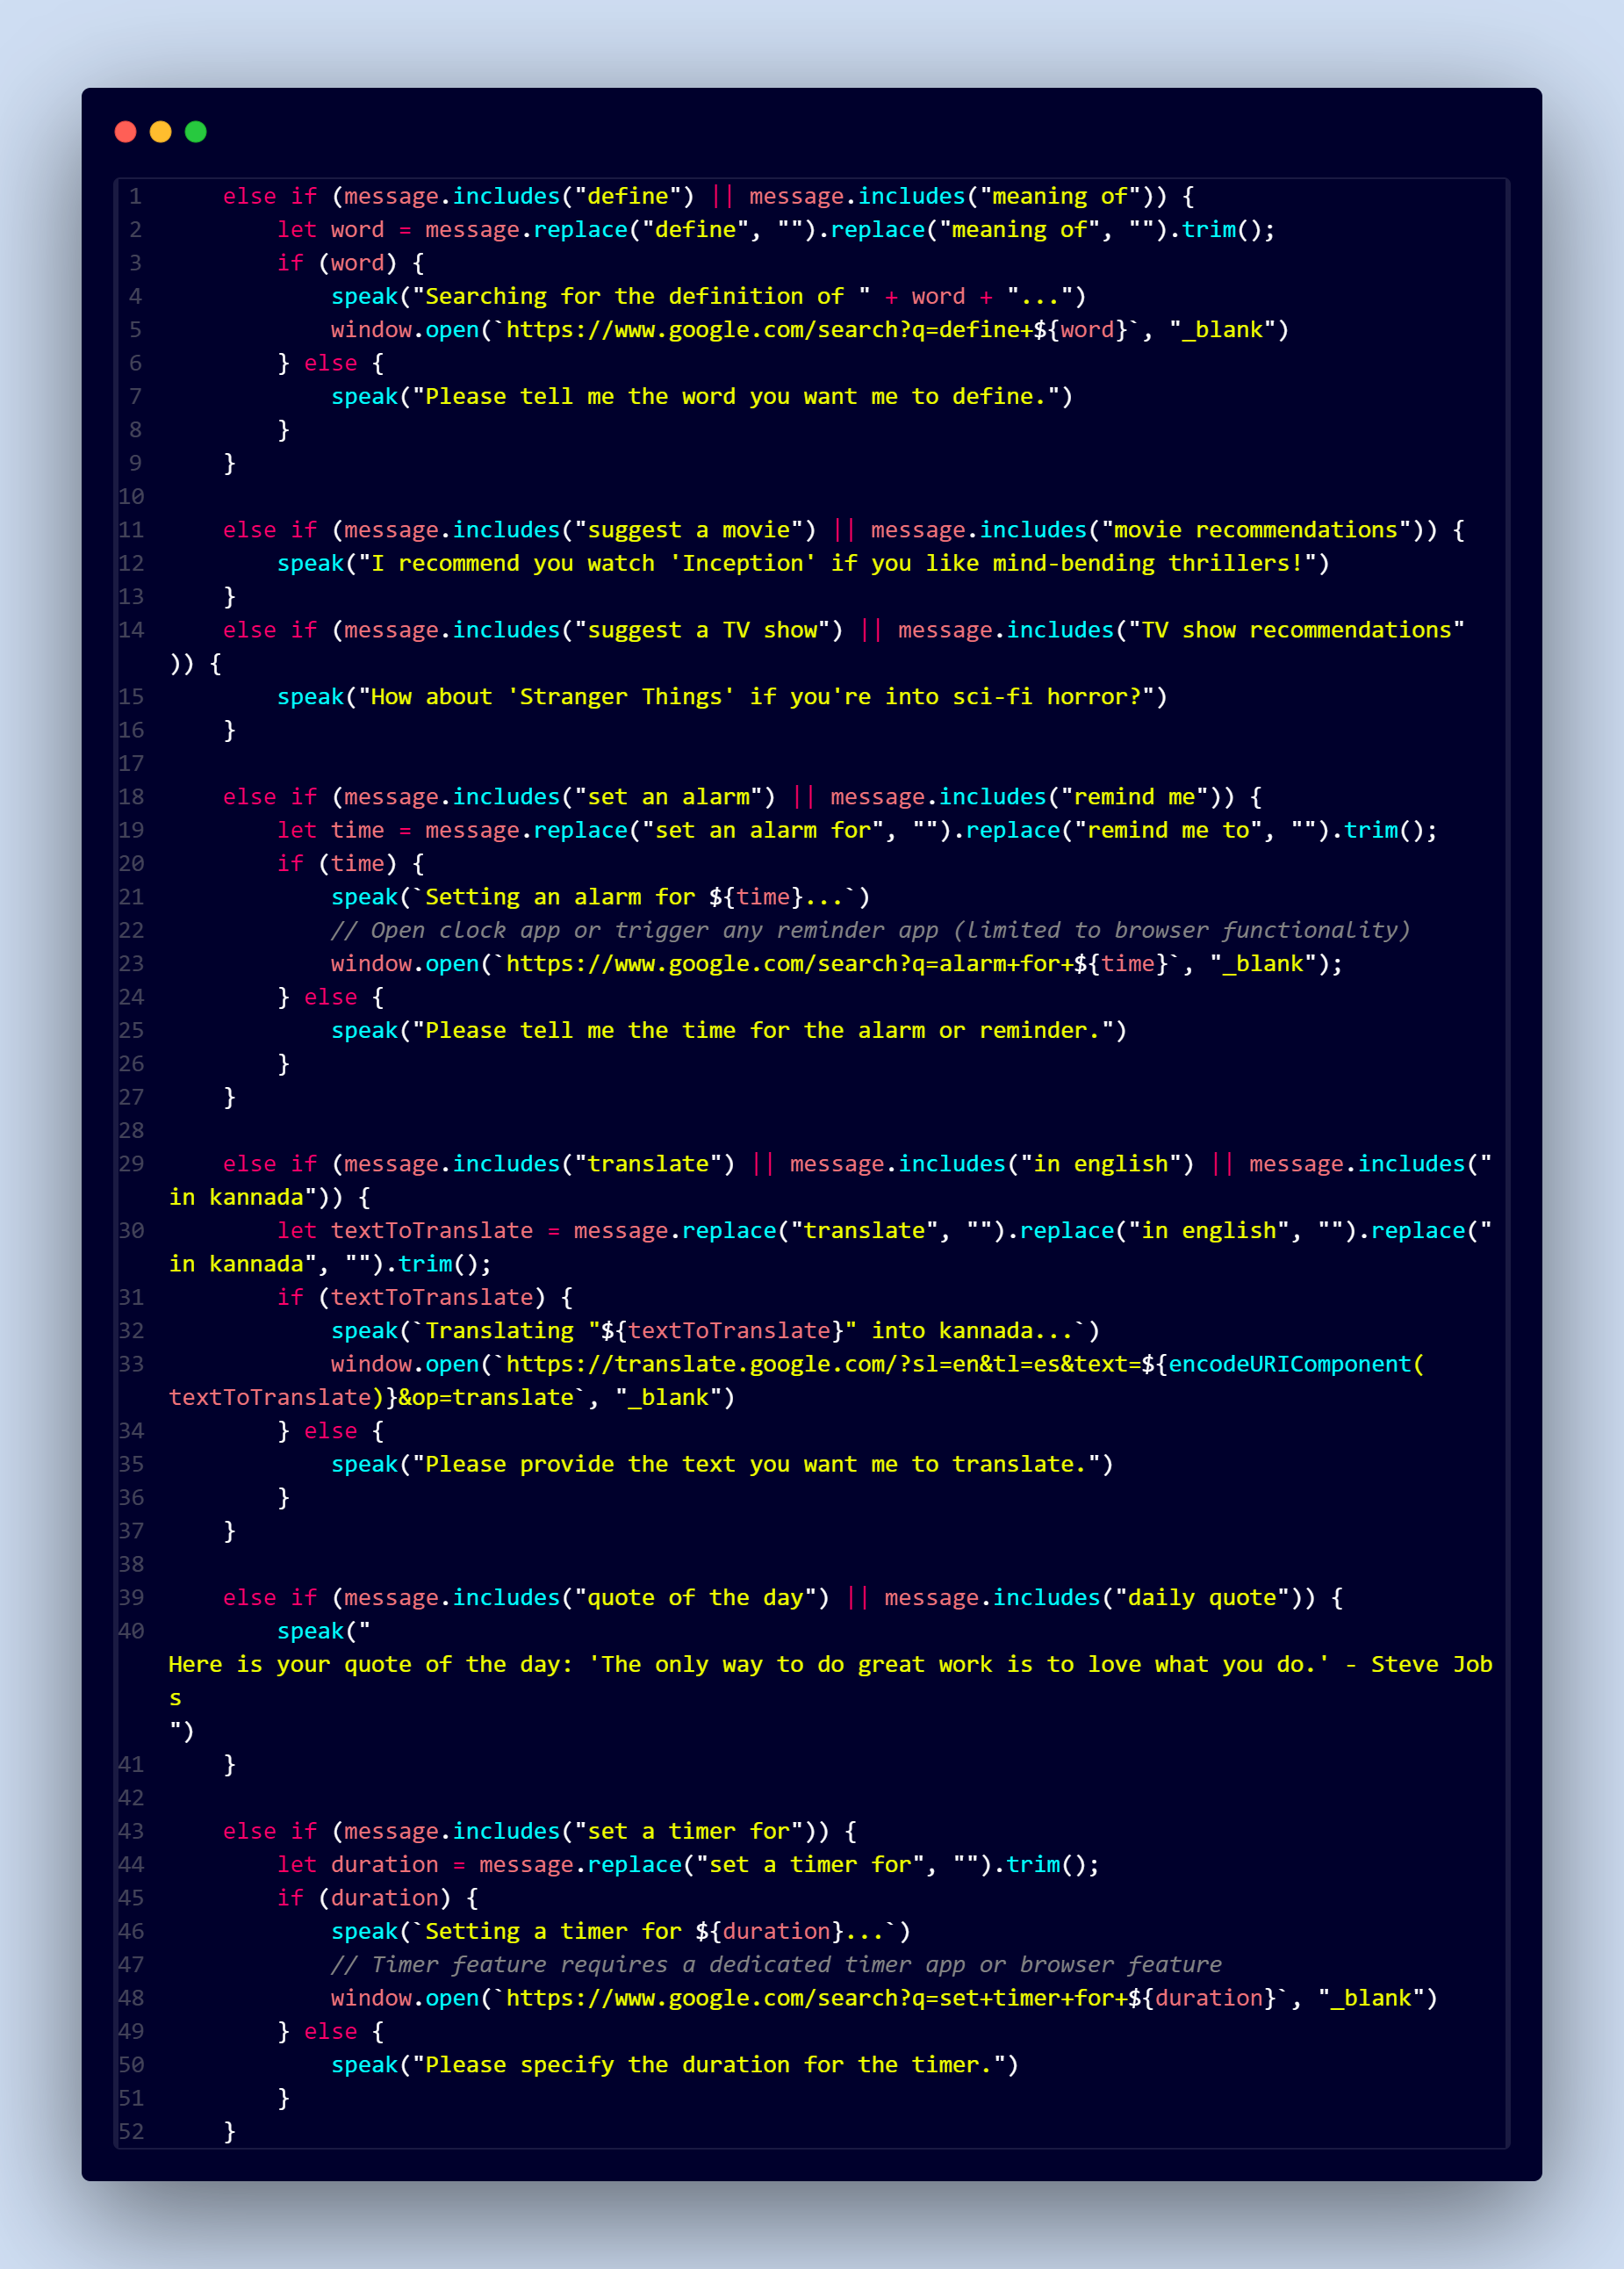 1 else if (message.includes("define") || message.includes("meaning of")) {
2 let word = message.replace("define", "").replace("meaning of", "").trim();
3 if (word) {
4 speak("Searching for the definition of " + word + "...")
5 window.open(`https://www.google.com/search?q=define+${word}`, "_blank")
6 } else {
7 speak("Please tell me the word you want me to define.")
8 }
9 }
10
11 else if (message.includes("suggest a movie") || message.includes("movie recommendations")) {
12 speak("I recommend you watch 'Inception' if you like mind-bending thrillers!")
13 }
14 else if (message.includes("suggest a TV show") || message.includes("TV show recommendations"
)) {
15 speak("How about 'Stranger Things' if you're into sci-fi horror?")
16 }
17
18 else if (message.includes("set an alarm") || message.includes("remind me")) {
19 let time = message.replace("set an alarm for", "").replace("remind me to", "").trim();
20 if (time) {
21 speak(`Setting an alarm for ${time}...`)
22 // Open clock app or trigger any reminder app (limited to browser functionality)
23 window.open(`https://www.google.com/search?q=alarm+for+${time}`, "_blank");
24 } else {
25 speak("Please tell me the time for the alarm or reminder.")
26 }
27 }
28
29 else if (message.includes("translate") || message.includes("in english") || message.includes("
in kannada")) {
30 let textToTranslate = message.replace("translate", "").replace("in english", "").replace("
in kannada", "").trim();
31 if (textToTranslate) {
32 speak(`Translating "${textToTranslate}" into kannada...`)
33 window.open(`https://translate.google.com/?sl=en&tl=es&text=${encodeURIComponent(
textToTranslate)}&op=translate`, "_blank")
34 } else {
35 speak("Please provide the text you want me to translate.")
36 }
37 }
38
39 else if (message.includes("quote of the day") || message.includes("daily quote")) {
40 speak("
Here is your quote of the day: 'The only way to do great work is to love what you do.' - Steve Job
s
")
41 }
42
43 else if (message.includes("set a timer for")) {
44 let duration = message.replace("set a timer for", "").trim();
45 if (duration) {
46 speak(`Setting a timer for ${duration}...`)
47 // Timer feature requires a dedicated timer app or browser feature
48 window.open(`https://www.google.com/search?q=set+timer+for+${duration}`, "_blank")
49 } else {
50 speak("Please specify the duration for the timer.")
51 }
52 }